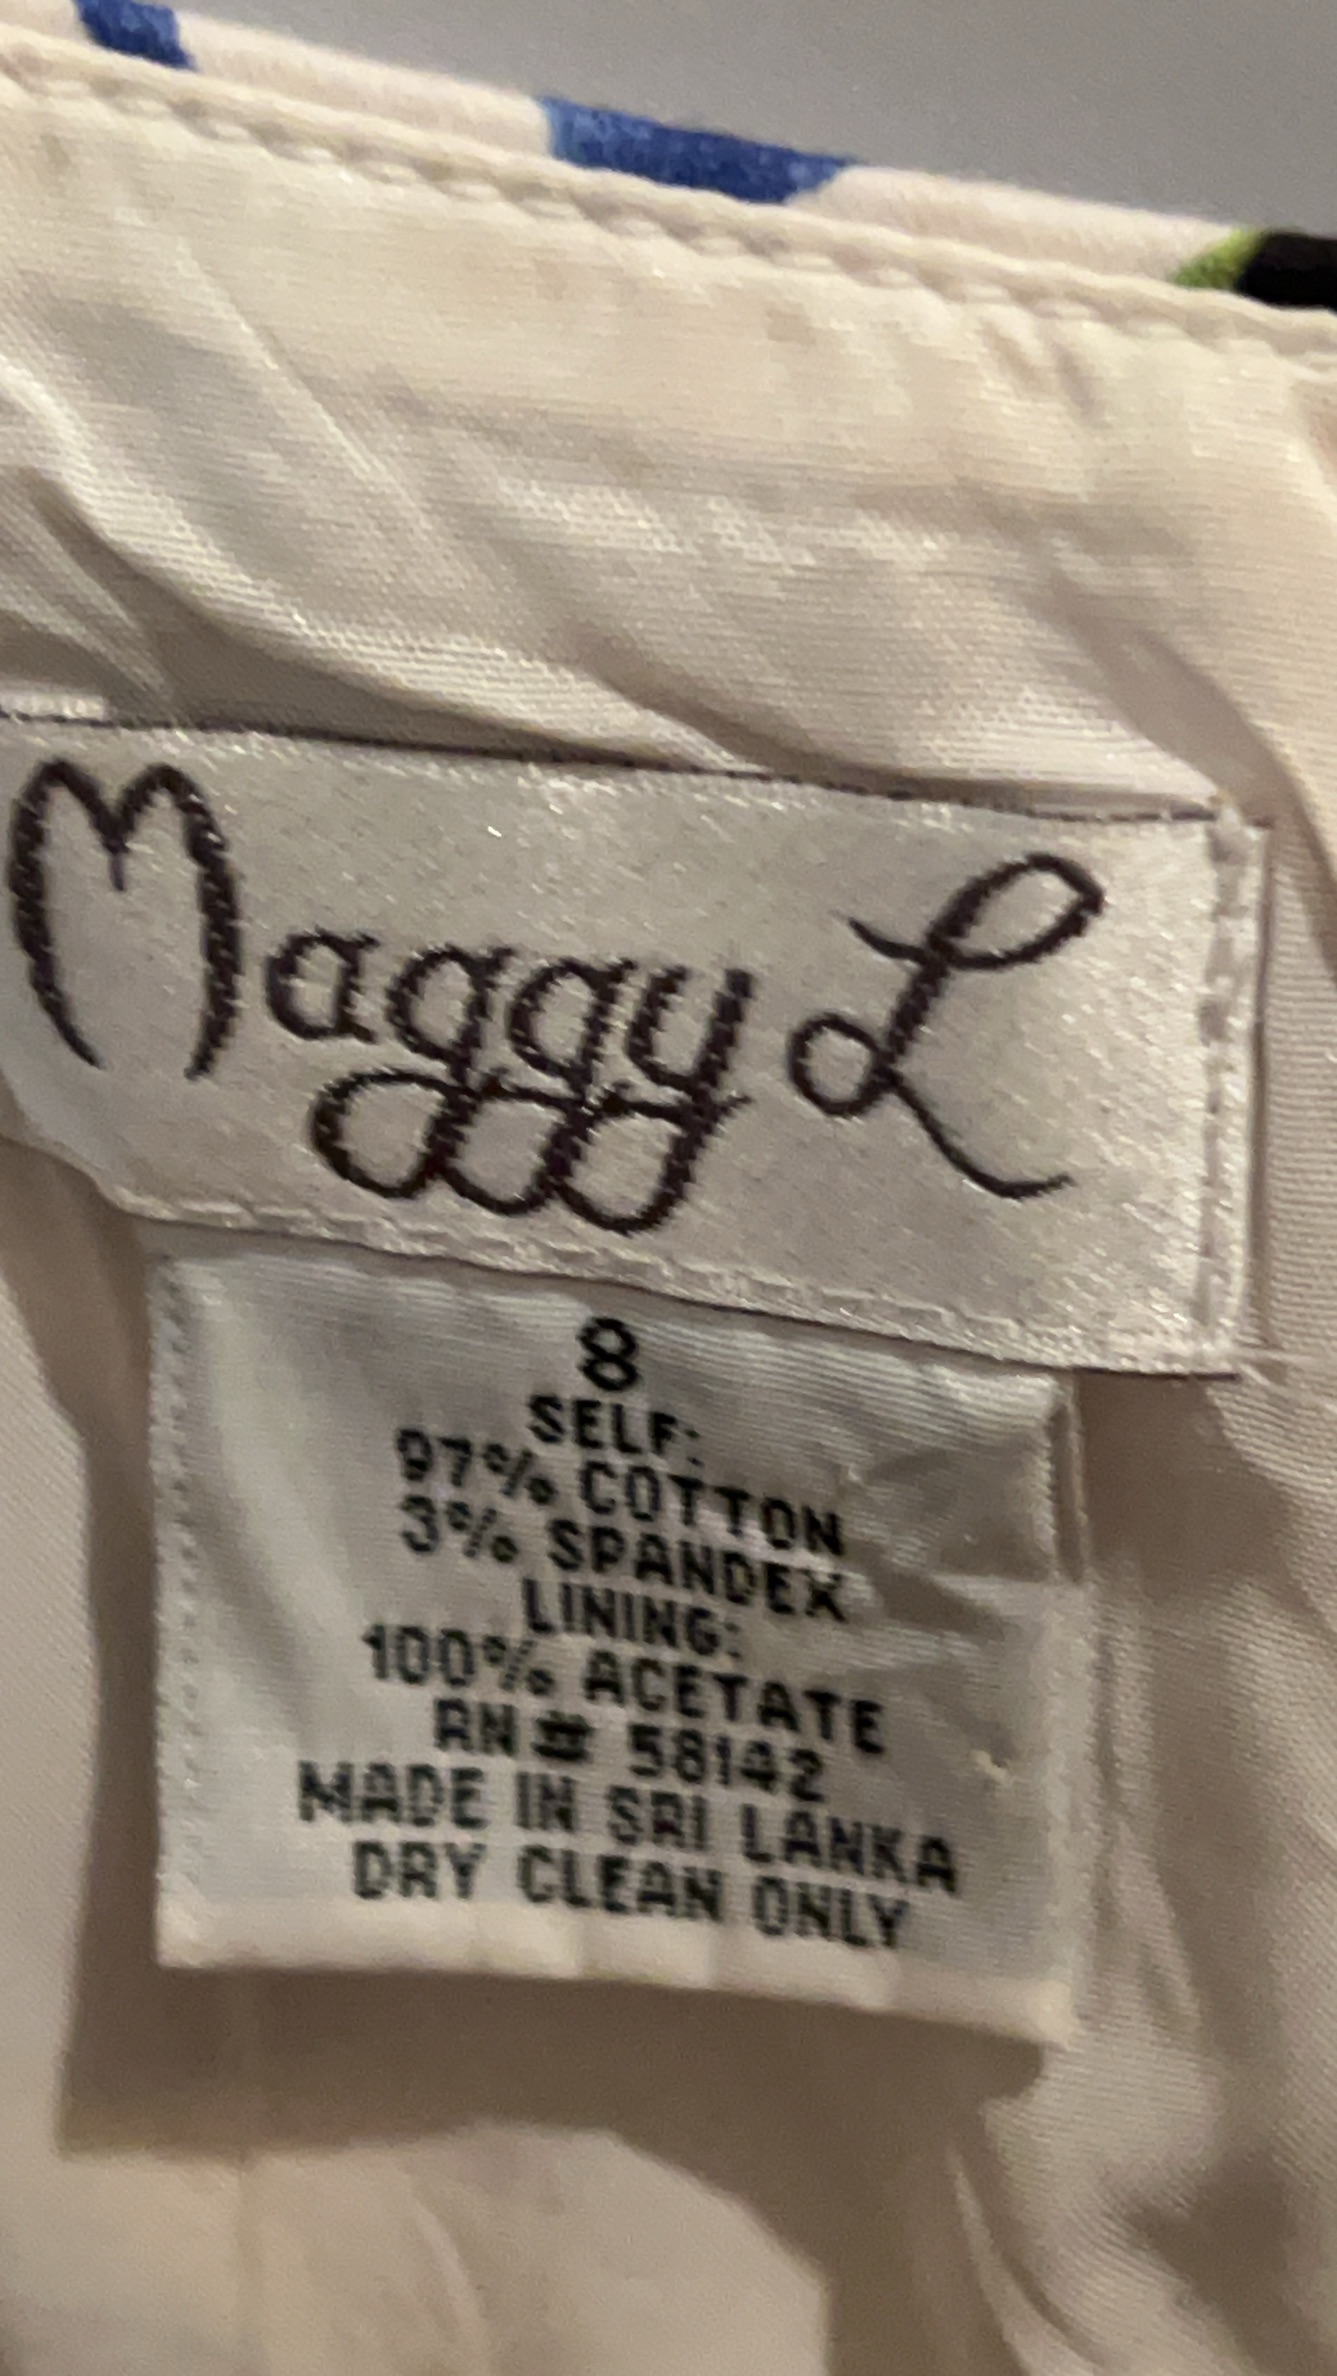 Maggy L
8
SELF:
97% COTTON
3% SPANDEX
LINING:
100% ACETATE
RN# 58142
MADE IN SRI LANKA
DRY CLEAN ONLY